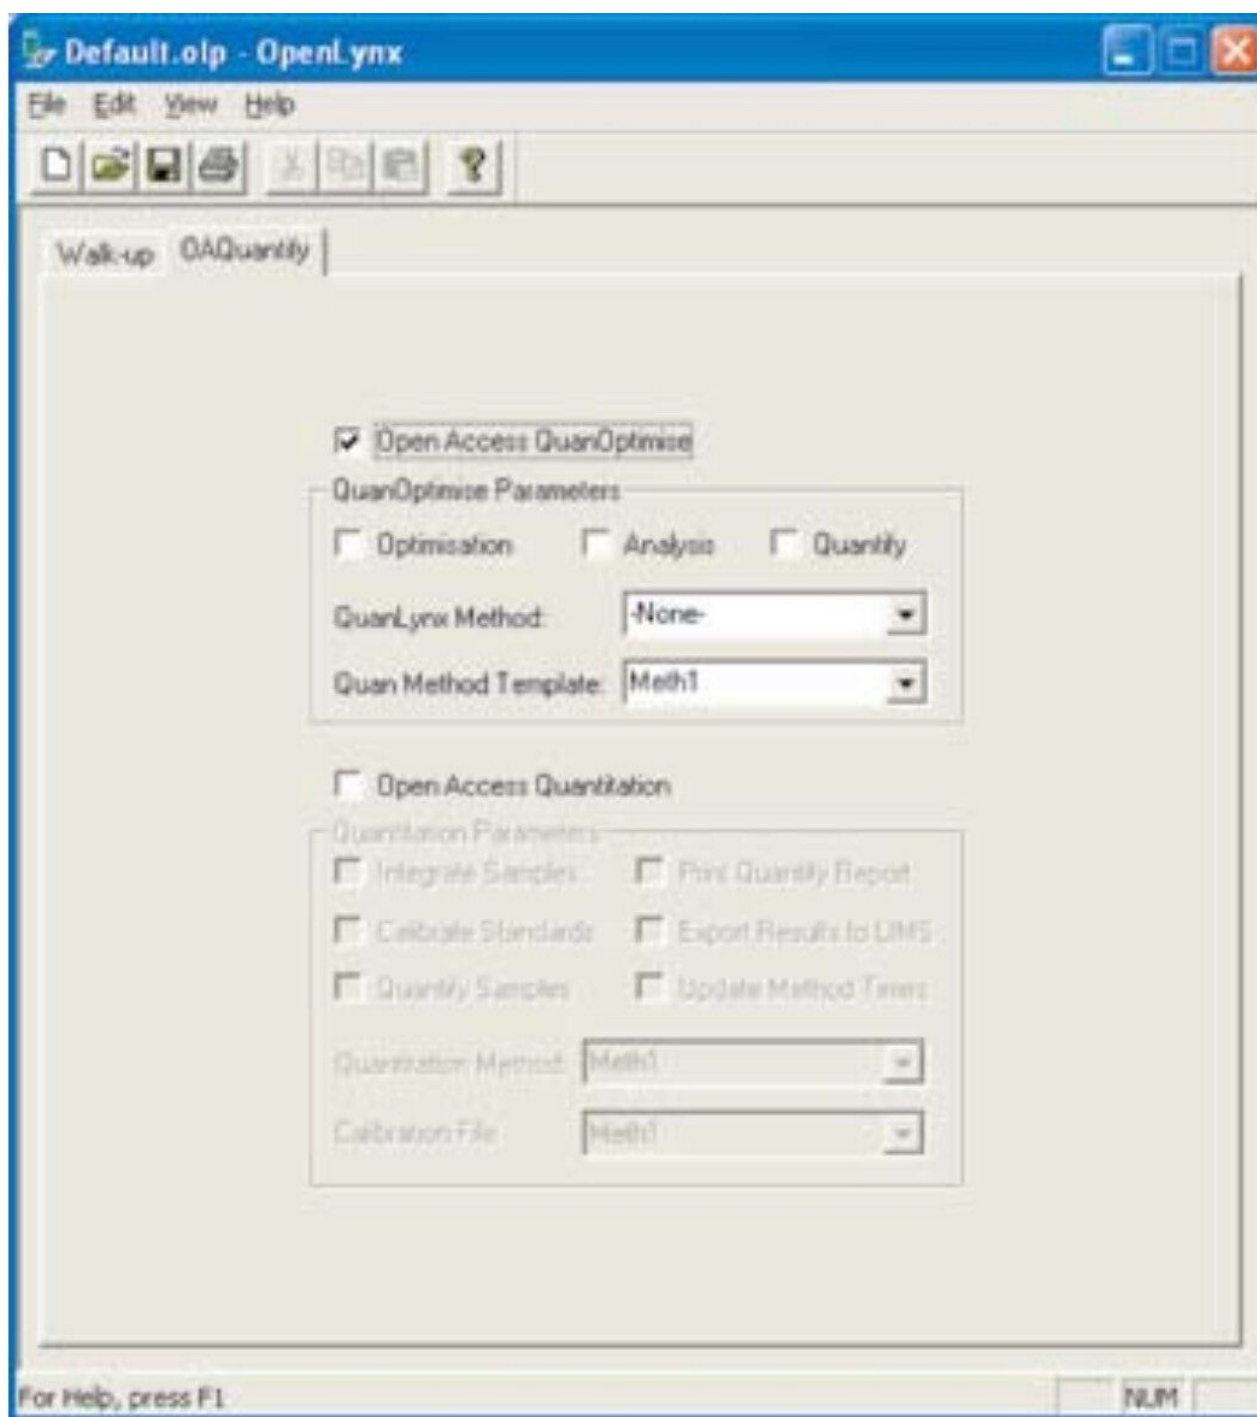 Default.olp - OpenLynx
File Edit View Help
Walk-up OAQuantify
Open Access QuanOptimise
QuanOptimise Parameters
Optimisation Analysis Quantify
QuanLynx Method: -None-
Quan Method Template: Meth1
Open Access Quantitation
Quantitation Parameters
Integrate Samples Print Quantify Report
Calibrate Standards Export Results to LIMS
Quantify Samples Update Method Times
Quantitation Method: Meth1
Calibration File Meth1
For Help, press F1 NUM